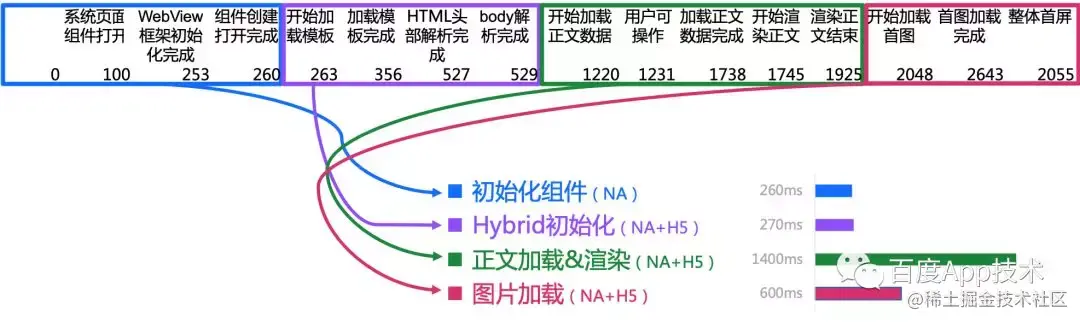 系统页面 WebView 组件创建 开始加 加载模 HTML头 body解 开始加载 用户可 加载正文 开始渲 渲染正 开始加载 首图加载 整体首屏
组件打开 框架初始 打开完成 载模板 板完成 部解析完 析完成 正文数据 操作 数据完成 染正文 文结束 首图 完成
化完成 成
0 100 253 260 263 356 527 529 1220 1231 1738 1745 1925 2048 2643 2055
初始化组件（NA） 260ms
Hybrid初始化（NA+H5） 270ms
正文加载&渲染（NA+H5） 1400ms
图片加载（NA+H5） 600ms
百度App技术
@稀土掘金技术社区